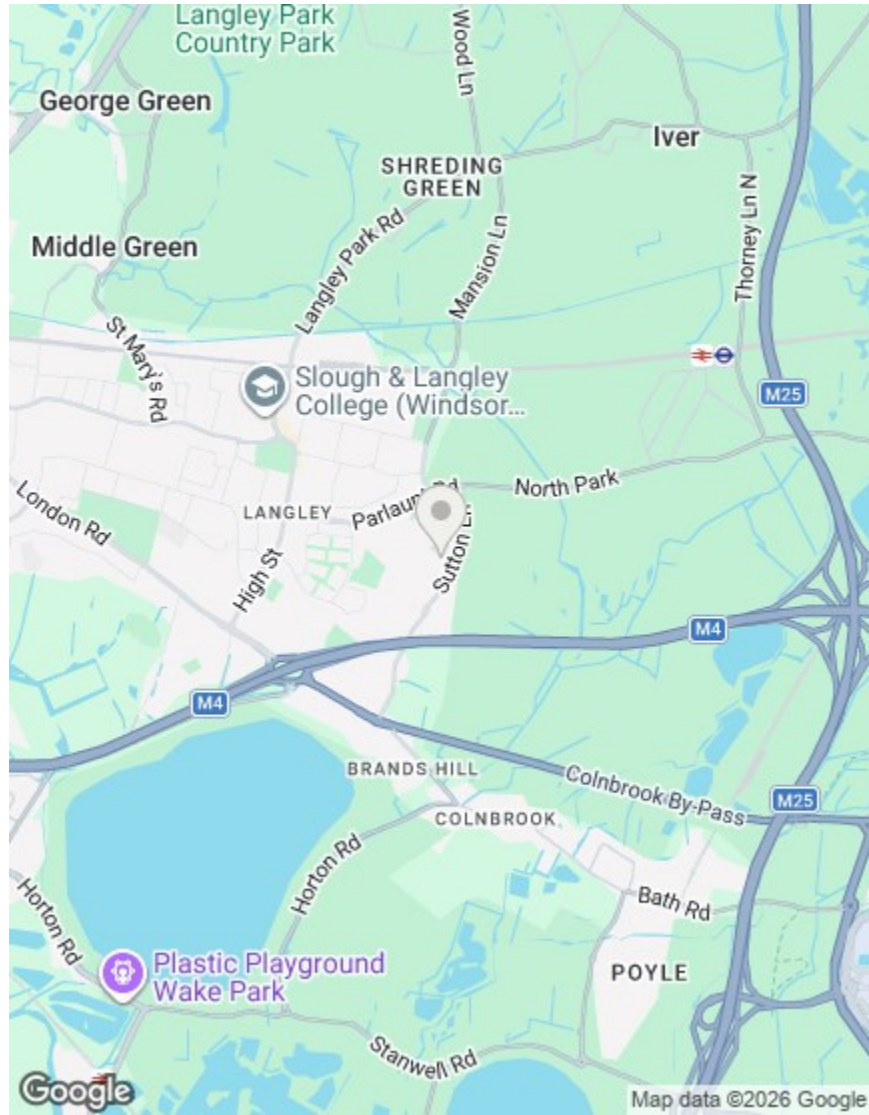 Langley Park
Country Park
Wood Ln
George Green
Iver
SHREDING
GREEN
Langley Park Rd
Mansion Ln
Thorney Ln N
Middle Green
St Mary's Rd
Slough & Langley
College (Windsor...
M25
London Rd
LANGLEY
Parlaunt Rd
North Park
Sutton Ln
High St
M4
M4
BRANDS HILL
Colnbrook By-Pass
M25
COLNBROOK
Horton Rd
Horton Rd
Bath Rd
Plastic Playground
Wake Park
POYLE
Stanwell Rd
Google
Map data ©2026 Google